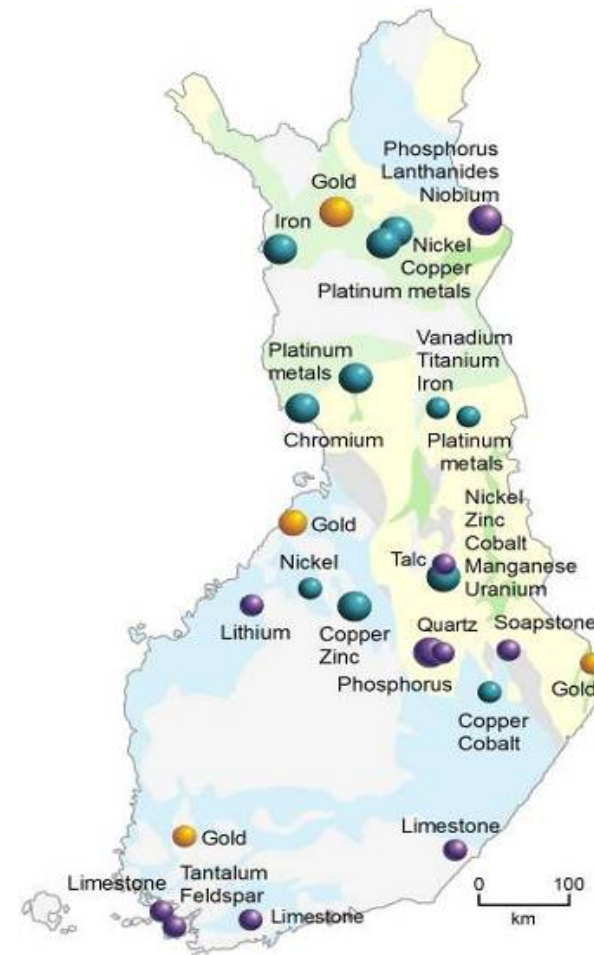 Phosphorus
Lanthanides
Niobium
Gold
Iron
Nickel
Copper
Platinum metals
Platinum
metals
Vanadium
Titanium
Iron
Chromium
Platinum
metals
Gold
Nickel
Zinc
Cobalt
Manganese
Uranium
Talc
Nickel
Lithium
Copper
Zinc
Quartz
Soapstone
Phosphorus
Gold
Copper
Cobalt
Gold
Limestone
Limestone
Tantalum
Feldspar
Limestone
0 100
km